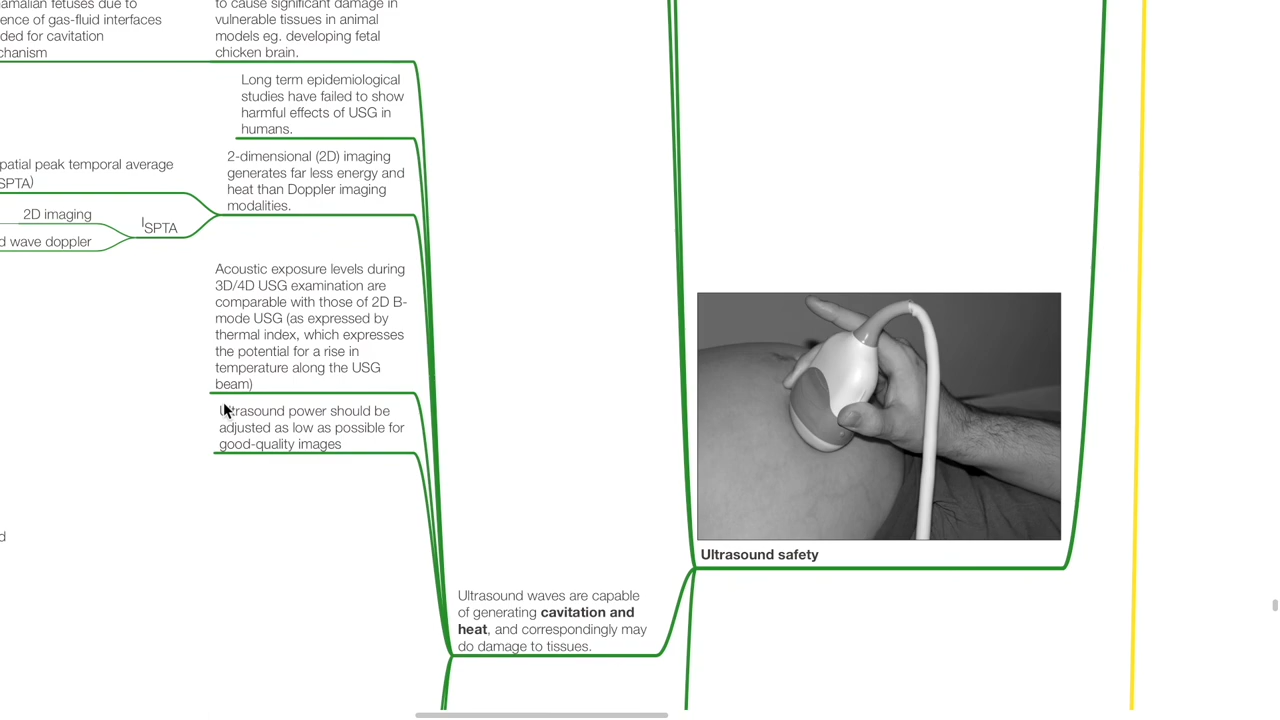 amalian fetuses due to
ence of gas-fluid interfaces
ded for cavitation
chanism
to cause significant damage in
vulnerable tissues in animal
models eg. developing fetal
chicken brain.
Long term epidemiological
studies have failed to show
harmful effects of USG in
humans.
2-dimensional (2D) imaging
generates far less energy and
heat than Doppler imaging
modalities.
patial peak temporal average
SPTA)
2D imaging
d wave doppler
ISPTA
Acoustic exposure levels during
3D/4D USG examination are
comparable with those of 2D B-
mode USG (as expressed by
thermal index, which expresses
the potential for a rise in
temperature along the USG
beam)
Ultrasound power should be
adjusted as low as possible for
good-quality images
d
Ultrasound waves are capable
of generating cavitation and
heat, and correspondingly may
do damage to tissues.
Ultrasound safety